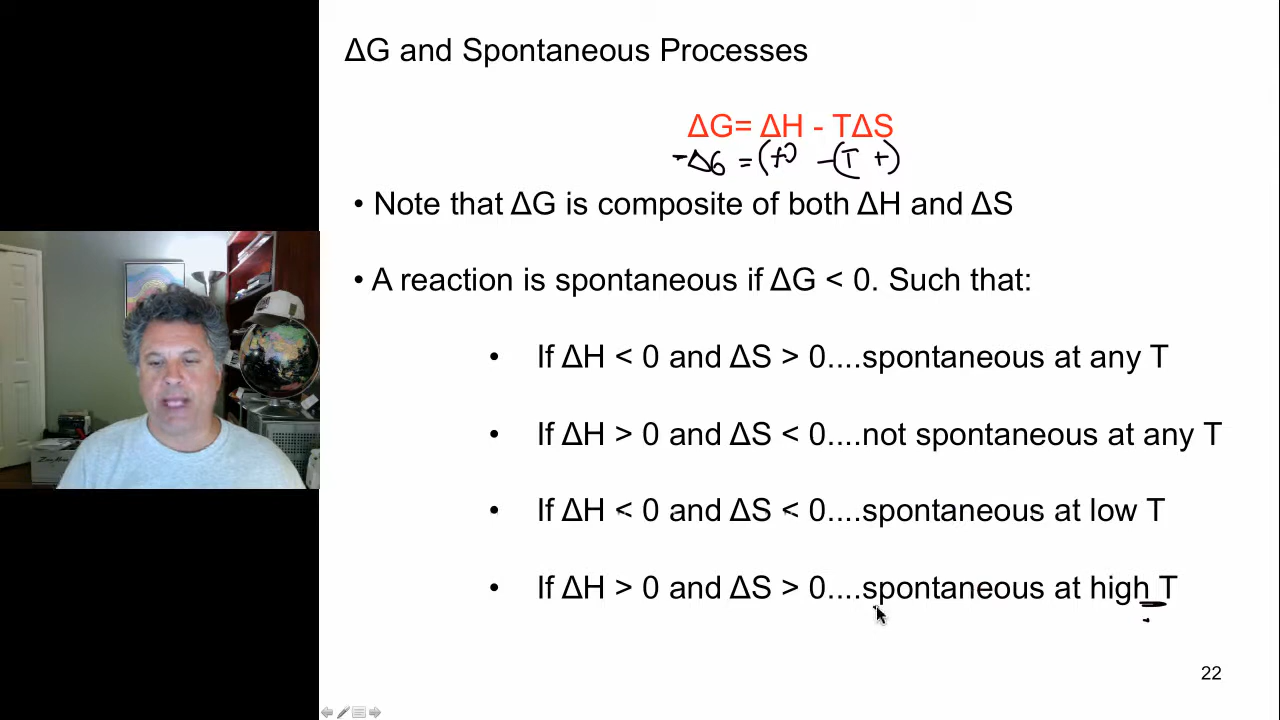 ΔG and Spontaneous Processes
ΔG= ΔH - TΔS
-ΔG = (+) -(T +)
• Note that ΔG is composite of both ΔH and ΔS
• A reaction is spontaneous if ΔG < 0. Such that:
• If ΔH < 0 and ΔS > 0....spontaneous at any T
• If ΔH > 0 and ΔS < 0....not spontaneous at any T
• If ΔH < 0 and ΔS < 0....spontaneous at low T
• If ΔH > 0 and ΔS > 0....spontaneous at high T
22